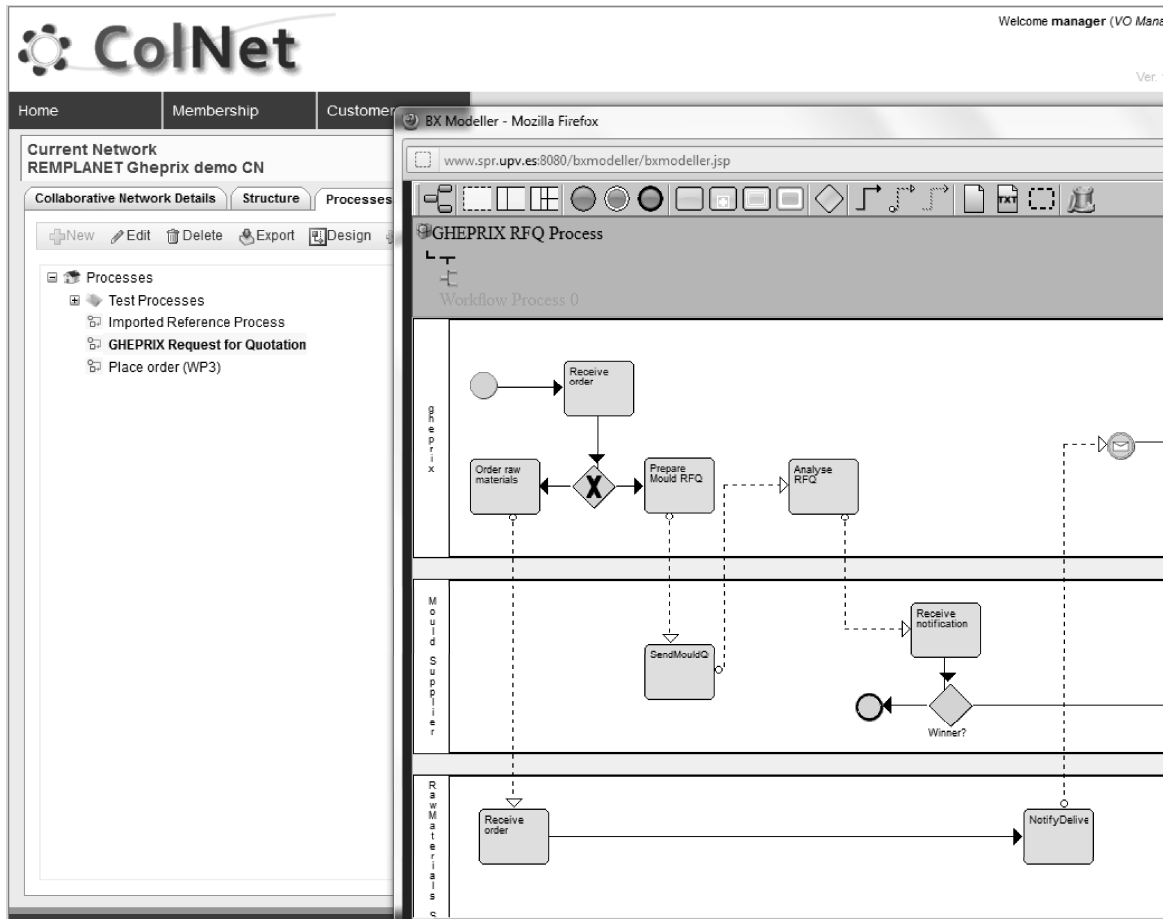 ColNet
Welcome manager (VO Mana
Ver.
Home Membership Customer
Current Network
REMPLANET Gheprix demo CN
Collaborative Network Details Structure Processes
New Edit Delete Export Design
Processes
Test Processes
Imported Reference Process
GHEPRIX Request for Quotation
Place order (WP3)
BX Modeller - Mozilla Firefox
www.spr.upv.es:8080/bxmodeller/bxmodeller.jsp
TXT
GHEPRIX RFQ Process
Workflow Process 0
gheprix
Receive
order
Order raw
materials
X
Prepare
Mould RFQ
Analyse
RFQ
Mould Supplier
SendMouldQ
Receive
notification
Winner?
RawMaterials S
Receive
order
NotifyDelive